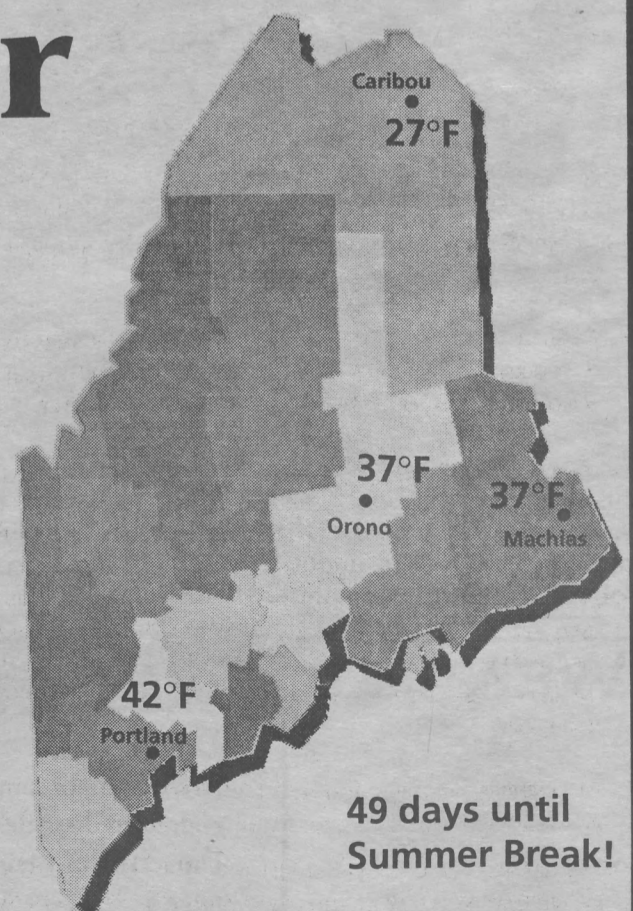 r
Caribou
27°F
37°F
Orono
37°F
Machias
42°F
Portland
49 days until
Summer Break!